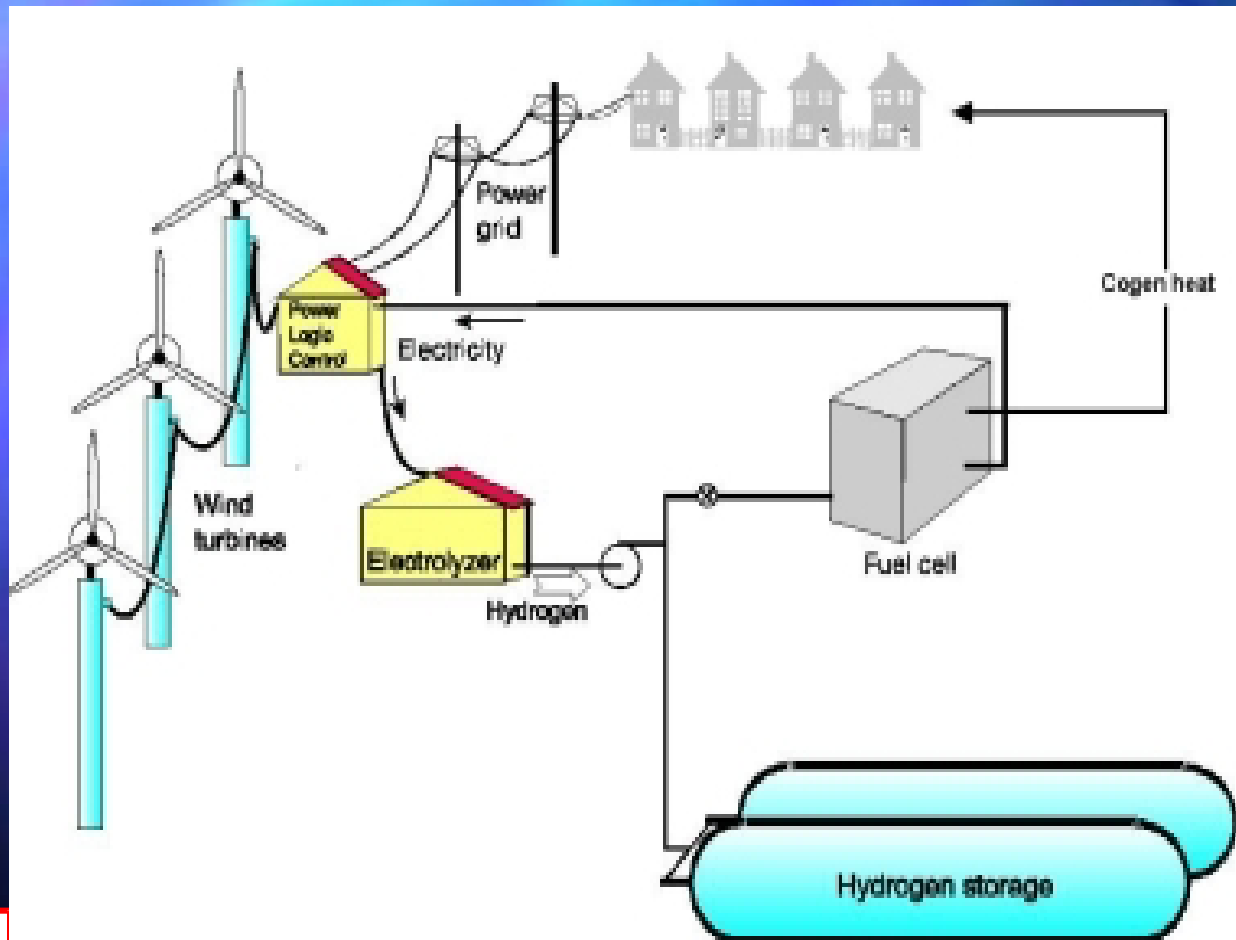 Power
grid
Cogen heat
Power
Logic
Control
Electricity
Wind
turbines
Electrolyzer
Hydrogen
Fuel cell
Hydrogen storage